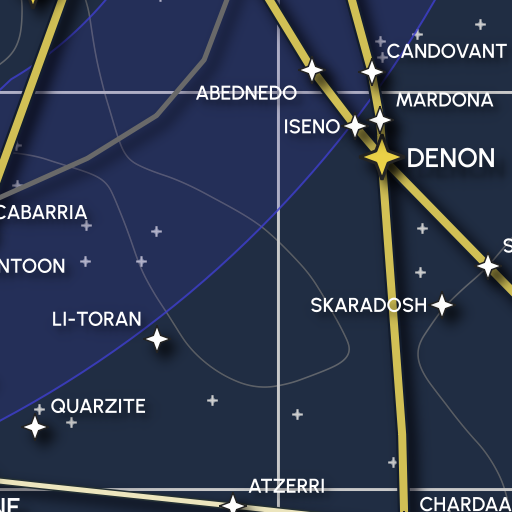 CANDOVANT
ABEDNEDO
MARDONA
ISENO
DENON
CABARRIA
NTOON
S
SKARADOSH
LI-TORAN
QUARZITE
ATZERRI
CHARDAA